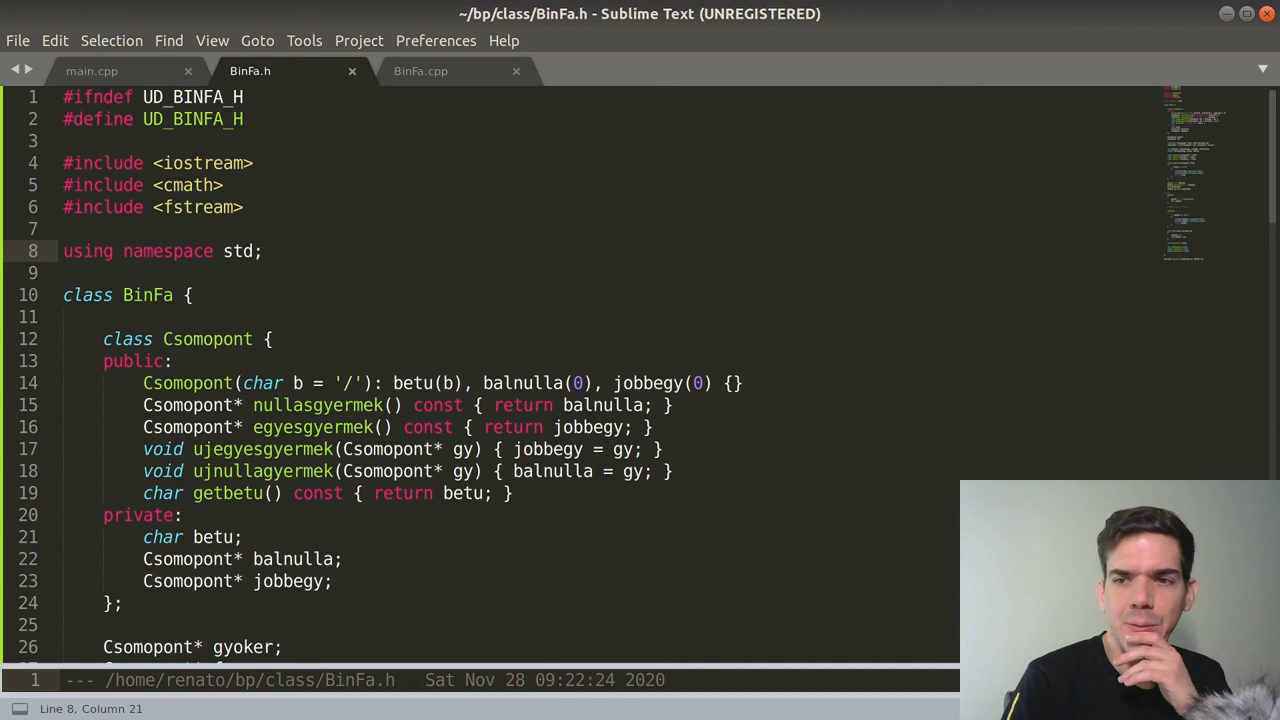 ~/bp/class/BinFa.h - Sublime Text (UNREGISTERED)
File Edit Selection Find View Goto Tools Project Preferences Help
main.cpp BinFa.h BinFa.cpp
1 #ifndef UD_BINFA_H
2 #define UD_BINFA_H
3
4 #include <iostream>
5 #include <cmath>
6 #include <fstream>
7
8 using namespace std;
9
10 class BinFa {
11
12 class Csomopont {
13 public:
14 Csomopont(char b = '/'): betu(b), balnulla(0), jobbegy(0) {}
15 Csomopont* nullasgyermek() const { return balnulla; }
16 Csomopont* egyesgyermek() const { return jobbegy; }
17 void ujegyesgyermek(Csomopont* gy) { jobbegy = gy; }
18 void ujnullagyermek(Csomopont* gy) { balnulla = gy; }
19 char getbetu() const { return betu; }
20 private:
21 char betu;
22 Csomopont* balnulla;
23 Csomopont* jobbegy;
24 };
25
26 Csomopont* gyoker;
1 --- /home/renato/bp/class/BinFa.h Sat Nov 28 09:22:24 2020
Line 8, Column 21